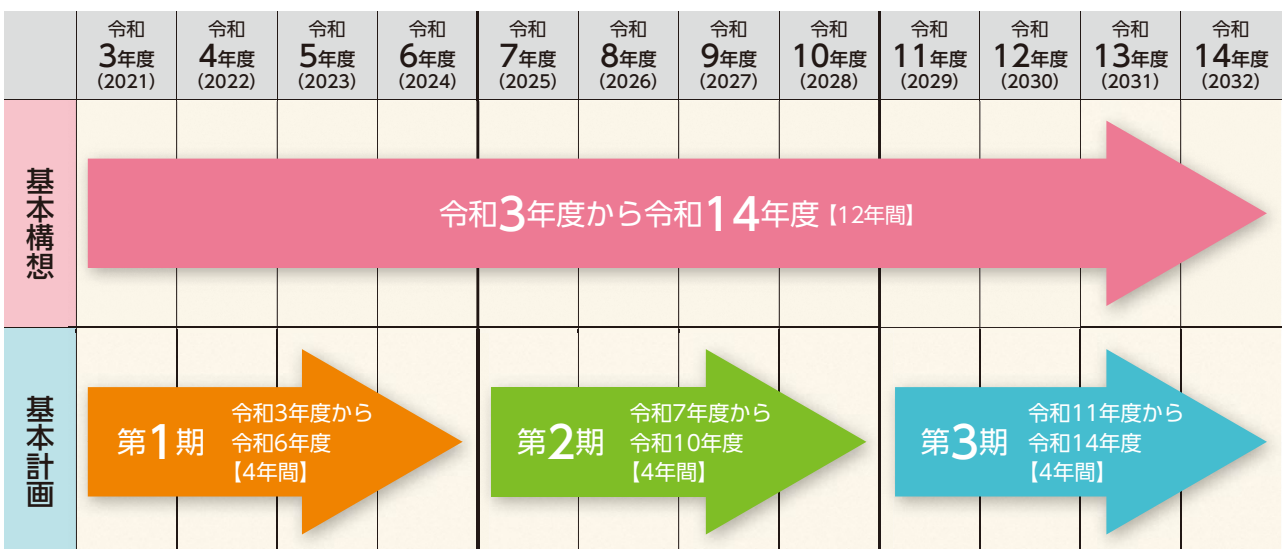 令和
3年度
(2021)
令和
4年度
(2022)
令和
5年度
(2023)
令和
6年度
(2024)
令和
7年度
(2025)
令和
8年度
(2026)
令和
9年度
(2027)
令和
10年度
(2028)
令和
11年度
(2029)
令和
12年度
(2030)
令和
13年度
(2031)
令和
14年度
(2032)
基本構想
令和3年度から令和14年度【12年間】
基本計画
第1期
令和3年度から
令和6年度
【4年間】
第2期
令和7年度から
令和10年度
【4年間】
第3期
令和11年度から
令和14年度
【4年間】